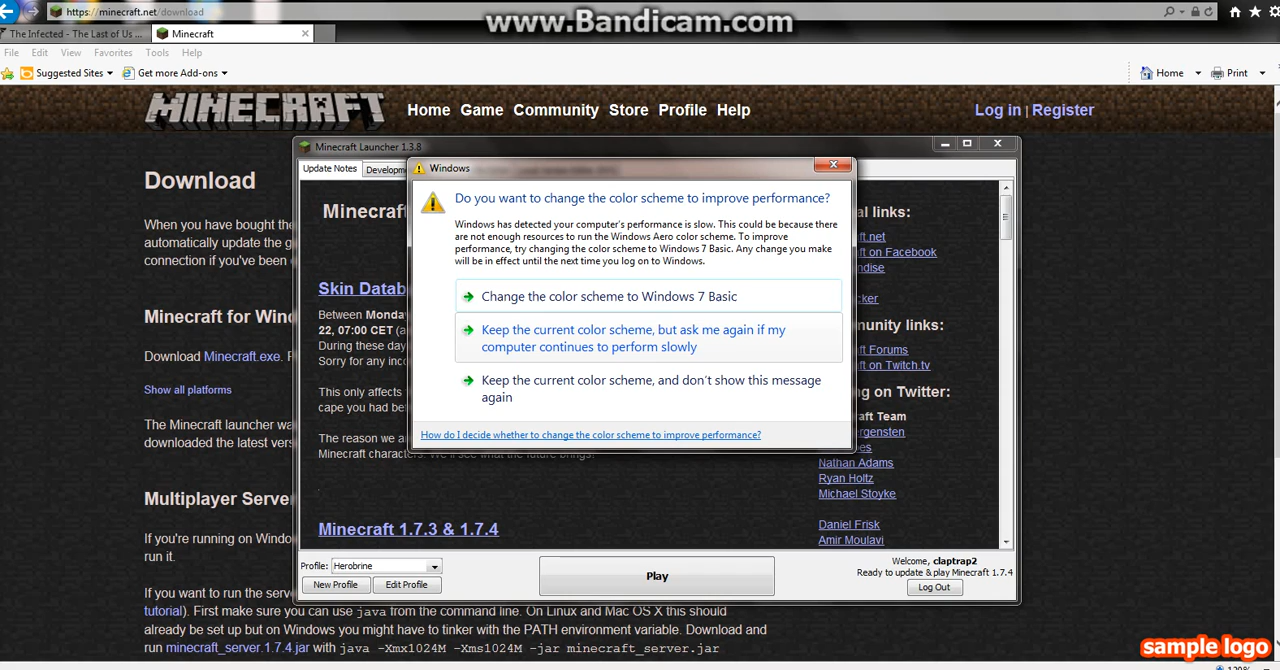 https://minecraft.net/download
www.Bandicam.com
The Infected - The Last of Us ...
Minecraft
File Edit View Favorites Tools Help
Suggested Sites
Get more Add-ons
Home
Print
MINECRAFT
Home Game Community Store Profile Help
Log in | Register
Minecraft Launcher 1.3.8
Update Notes
Developm
Windows
Do you want to change the color scheme to improve performance?
Windows has detected your computer's performance is slow. This could be because there
are not enough resources to run the Windows Aero color scheme. To improve
performance, try changing the color scheme to Windows 7 Basic. Any change you make
will be in effect until the next time you log on to Windows.
Change the color scheme to Windows 7 Basic
Keep the current color scheme, but ask me again if my
computer continues to perform slowly
Keep the current color scheme, and don't show this message
again
How do I decide whether to change the color scheme to improve performance?
Download
When you have bought the
automatically update the g
connection if you've been
Minecraft for Win
Download Minecraft.exe.
Show all platforms
The Minecraft launcher wa
downloaded the latest vers
Multiplayer Serve
If you're running on Windo
run it.
If you want to run the serve
tutorial). First make sure you can use java from the command line. On Linux and Mac OS X this should
already be set up but on Windows you might have to tinker with the PATH environment variable. Download and
run minecraft_server.1.7.4.jar with java -Xmx1024M -Xms1024M -jar minecraft_server.jar
Minecraf
Skin Datab
Between Monda
22, 07:00 CET (a
During these day
Sorry for any inc
This only affects
cape you had be
The reason we a
Minecraft charac
Minecraft 1.7.3 & 1.7.4
al links:
ft.net
ft on Facebook
ndise
cker
unity links:
ft Forums
ft on Twitch.tv
ng on Twitter:
aft Team
ergensten
es
Nathan Adams
Ryan Holtz
Michael Stoyke
Daniel Frisk
Amir Moulavi
Profile: Herobrine
New Profile
Edit Profile
Play
Welcome, claptrap2
Ready to update & play Minecraft 1.7.4
Log Out
sample logo